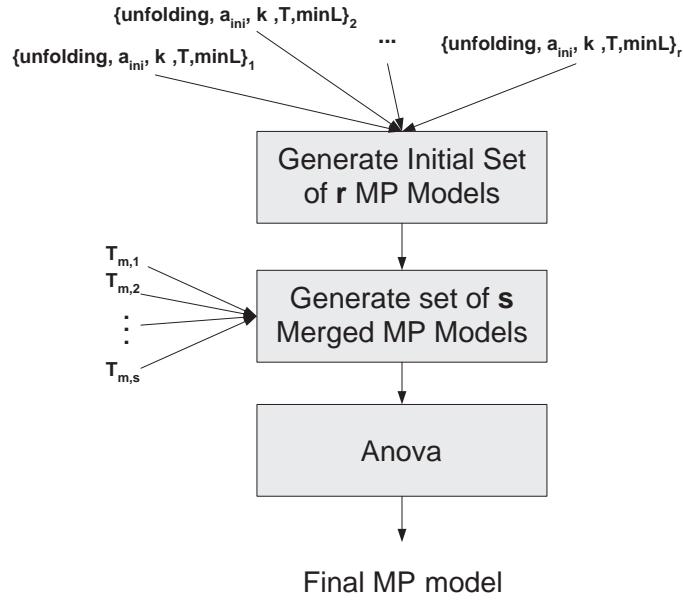 {unfolding, a_ini, k ,T,minL}_2
...
{unfolding, a_ini, k ,T,minL}_1
{unfolding, a_ini, k ,T,minL}_r
Generate Initial Set
of r MP Models
T_m,1
T_m,2
⋮
T_m,s
Generate set of s
Merged MP Models
Anova
Final MP model